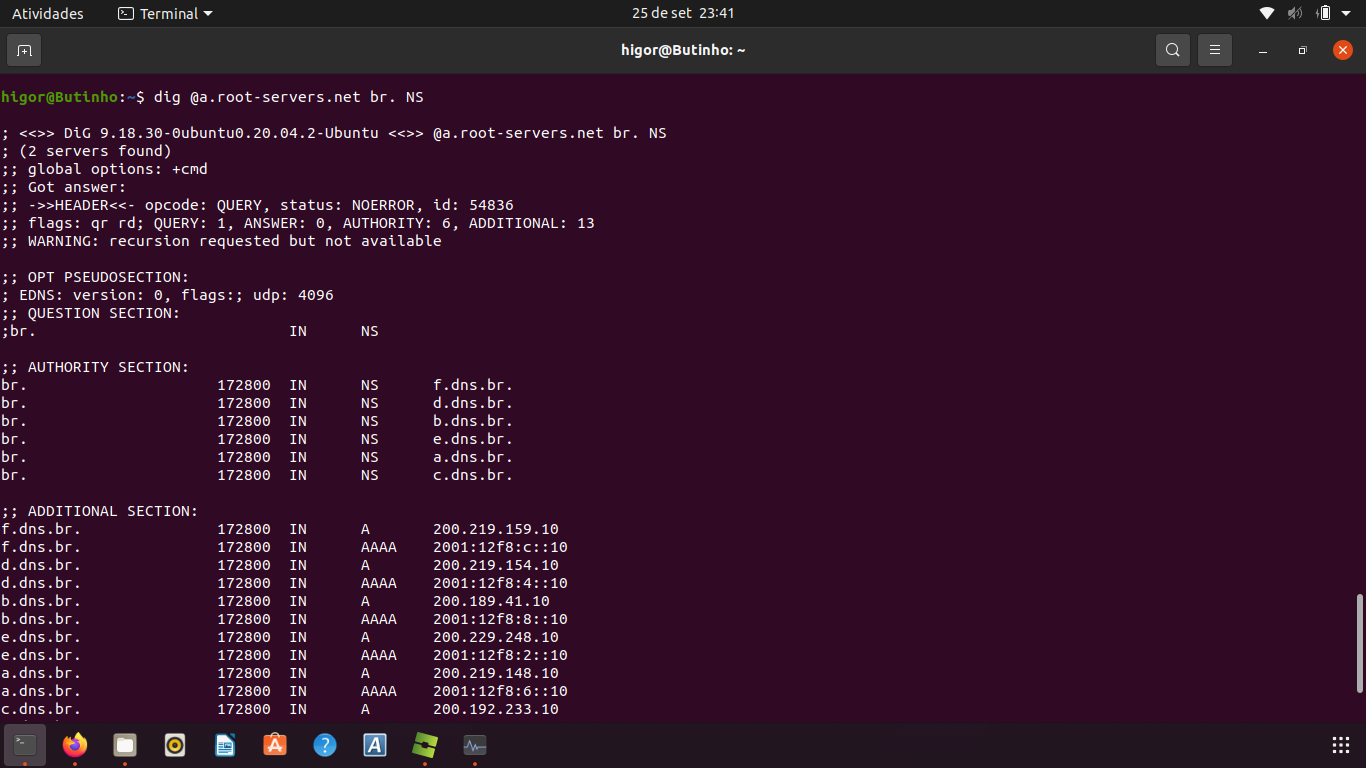 Atividades Terminal 25 de set 23:41
higor@Butinho: ~
higor@Butinho:~$ dig @a.root-servers.net br. NS
; <<>> DiG 9.18.30-0ubuntu0.20.04.2-Ubuntu <<>> @a.root-servers.net br. NS
; (2 servers found)
;; global options: +cmd
;; Got answer:
;; ->>HEADER<<- opcode: QUERY, status: NOERROR, id: 54836
;; flags: qr rd; QUERY: 1, ANSWER: 0, AUTHORITY: 6, ADDITIONAL: 13
;; WARNING: recursion requested but not available
;; OPT PSEUDOSECTION:
; EDNS: version: 0, flags:; udp: 4096
;; QUESTION SECTION:
;br. IN NS
;; AUTHORITY SECTION:
br. 172800 IN NS f.dns.br.
br. 172800 IN NS d.dns.br.
br. 172800 IN NS b.dns.br.
br. 172800 IN NS e.dns.br.
br. 172800 IN NS a.dns.br.
br. 172800 IN NS c.dns.br.
;; ADDITIONAL SECTION:
f.dns.br. 172800 IN A 200.219.159.10
f.dns.br. 172800 IN AAAA 2001:12f8:c::10
d.dns.br. 172800 IN A 200.219.154.10
d.dns.br. 172800 IN AAAA 2001:12f8:4::10
b.dns.br. 172800 IN A 200.189.41.10
b.dns.br. 172800 IN AAAA 2001:12f8:8::10
e.dns.br. 172800 IN A 200.229.248.10
e.dns.br. 172800 IN AAAA 2001:12f8:2::10
a.dns.br. 172800 IN A 200.219.148.10
a.dns.br. 172800 IN AAAA 2001:12f8:6::10
c.dns.br. 172800 IN A 200.192.233.10